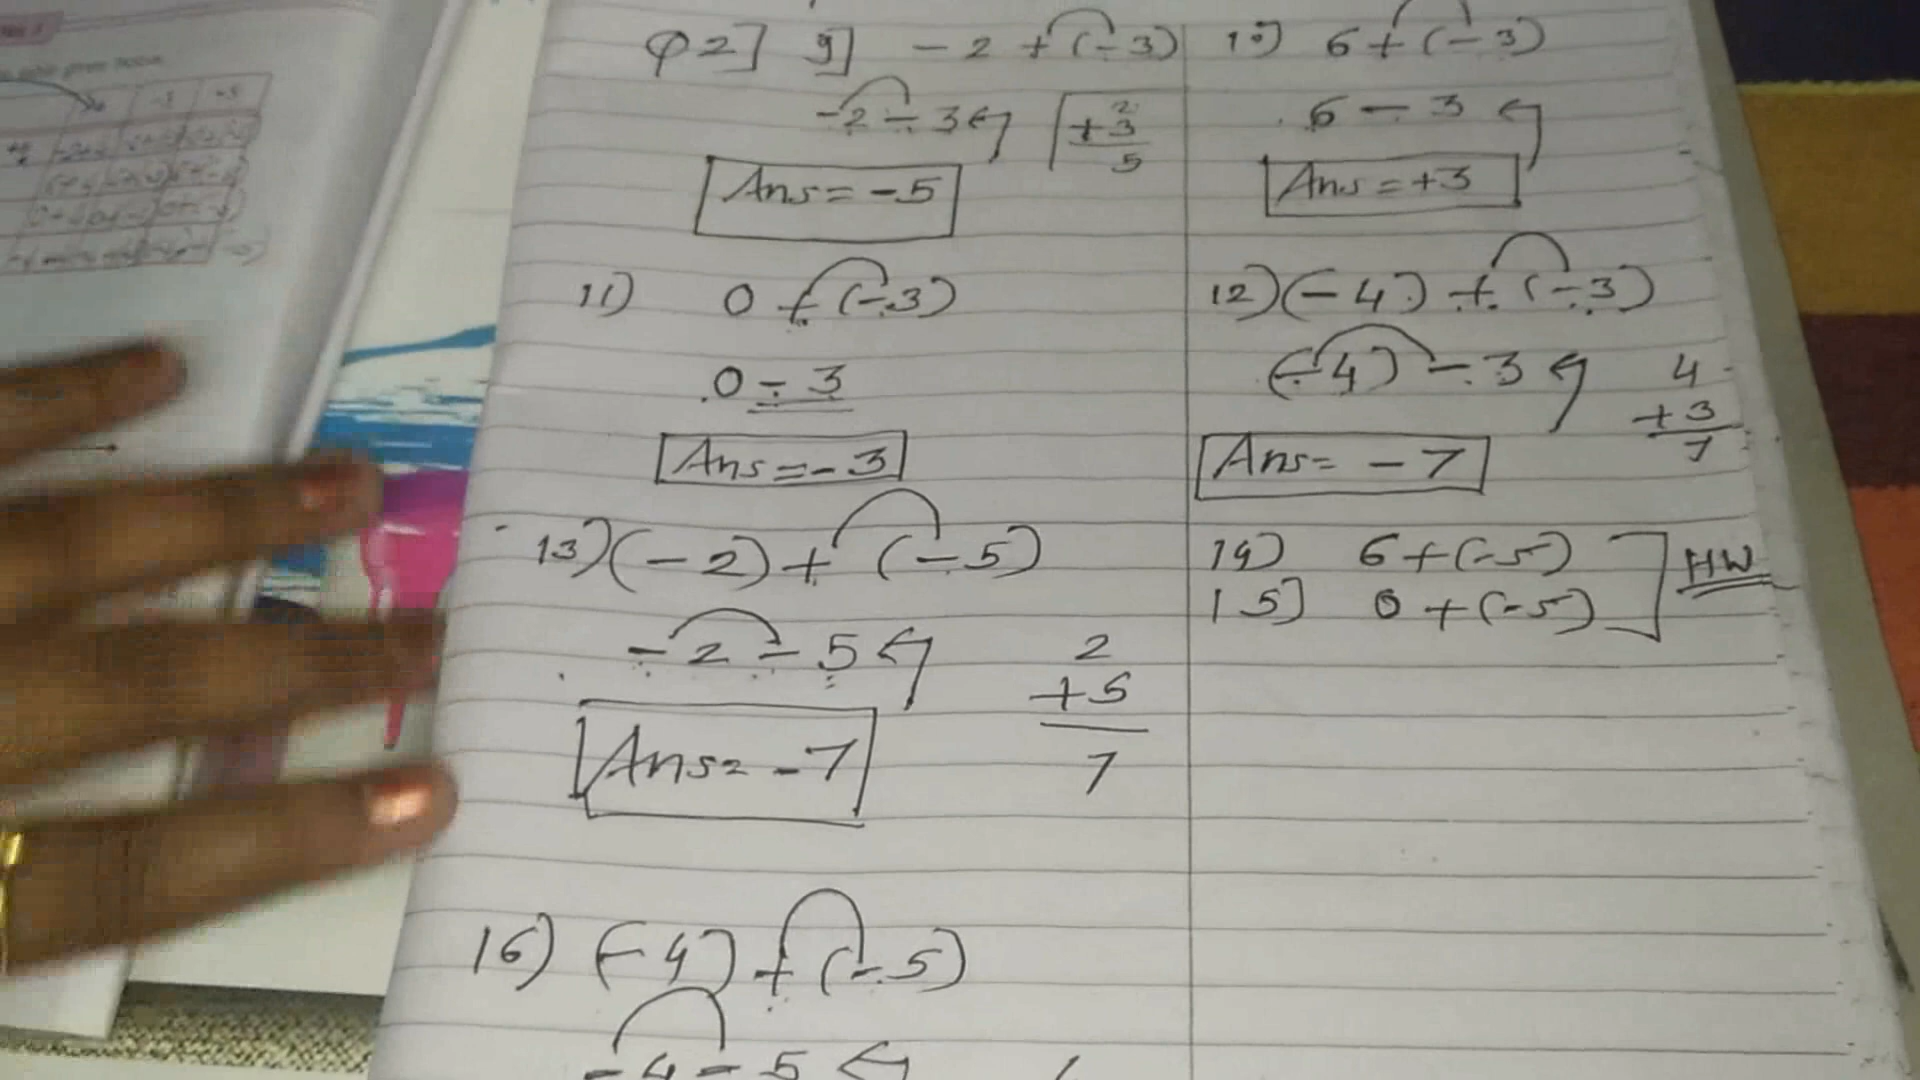 Q2] 9] -2 + (-3)
-2 - 3
2
+3
5
Ans = -5
10) 6 + (-3)
6 - 3
Ans = +3
11) 0 + (-3)
0 - 3
Ans = - 3
12) (-4) + (-3)
(-4) - 3
4
+3
7
Ans = - 7
13) (-2) + (-5)
-2 - 5
2
+5
7
Ans = -7
14) 6 + (-5)
15] 0 + (-5)
HW
16) (-4) + (-5)
-4 - 5